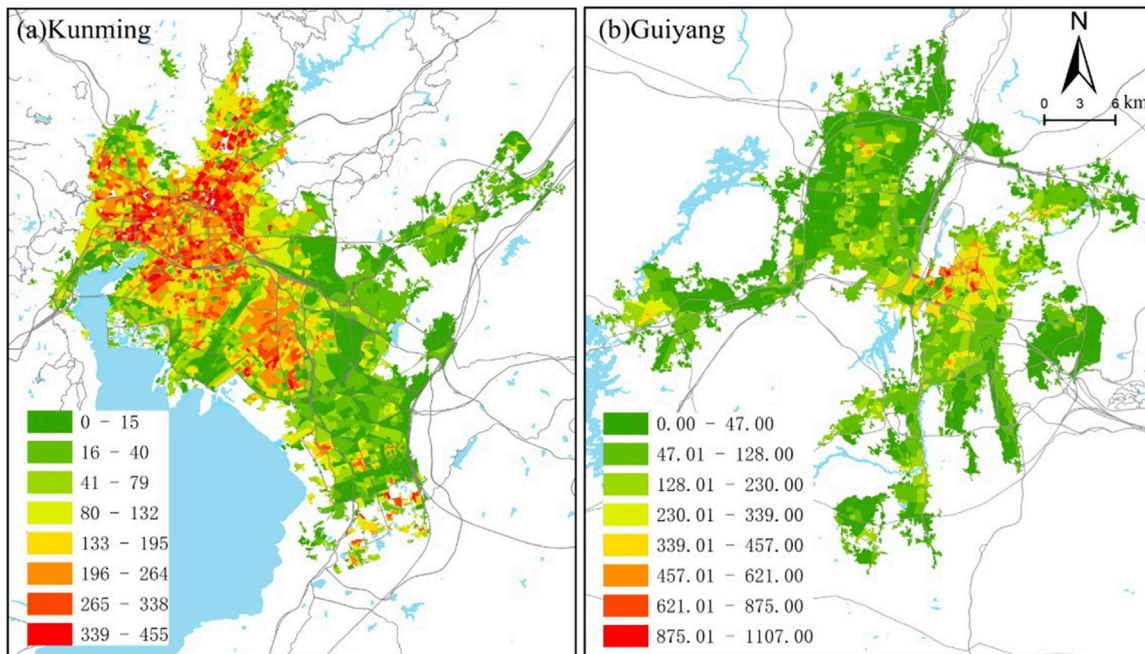 (a)Kunming
0 - 15
16 - 40
41 - 79
80 - 132
133 - 195
196 - 264
265 - 338
339 - 455
(b)Guiyang
N
0 3 6 km
0.00 - 47.00
47.01 - 128.00
128.01 - 230.00
230.01 - 339.00
339.01 - 457.00
457.01 - 621.00
621.01 - 875.00
875.01 - 1107.00